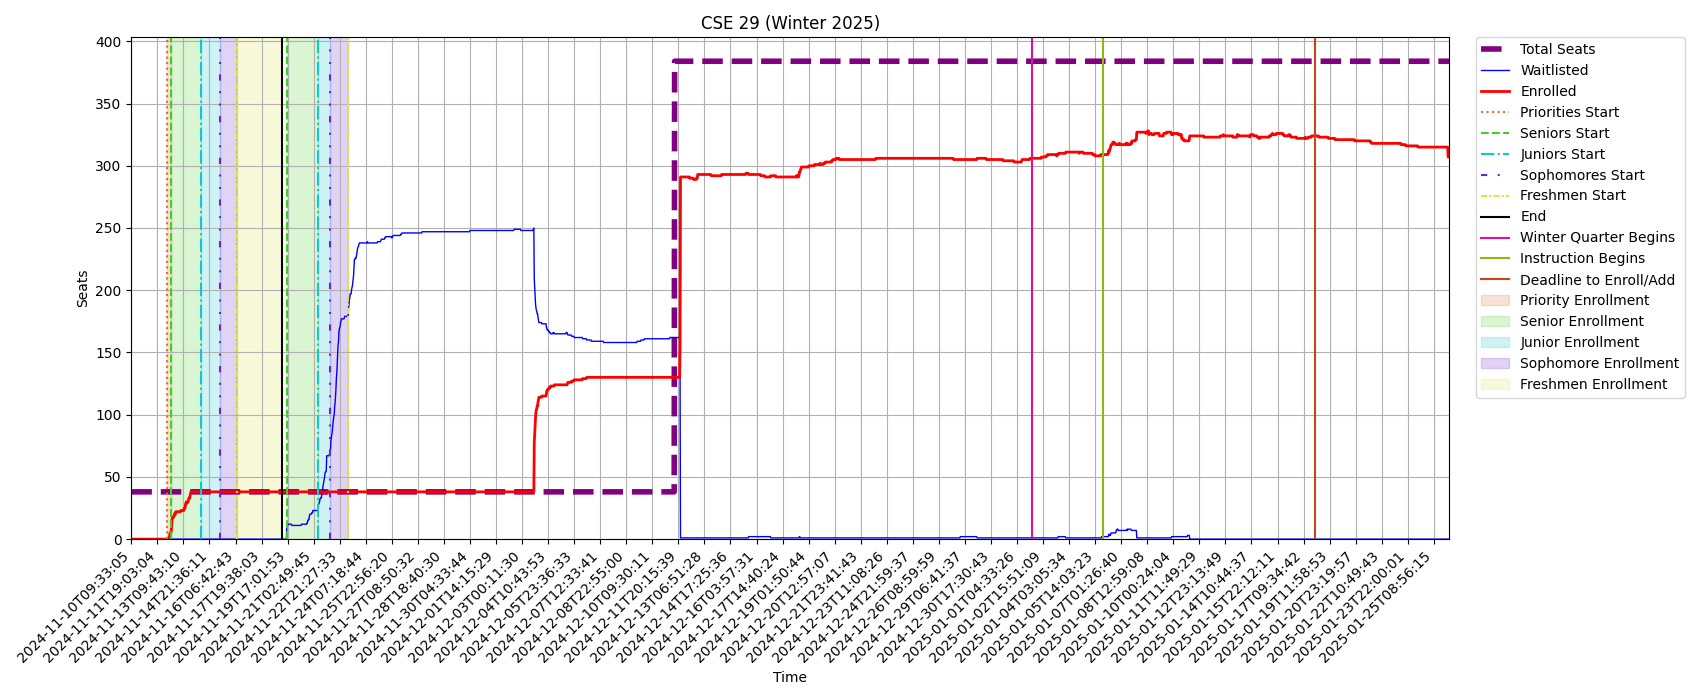 CSE 29 (Winter 2025)
Seats
400
350
300
250
200
150
100
50
0
2024-11-10T09:33:05
2024-11-11T19:03:04
2024-11-13T09:43:10
2024-11-14T21:36:11
2024-11-16T06:42:43
2024-11-17T19:38:03
2024-11-19T17:01:53
2024-11-21T02:49:45
2024-11-22T21:27:33
2024-11-24T07:18:44
2024-11-25T22:56:20
2024-11-27T08:50:32
2024-11-28T18:40:30
2024-11-30T04:33:44
2024-12-01T14:15:29
2024-12-03T00:11:30
2024-12-04T10:43:53
2024-12-05T23:36:33
2024-12-07T12:33:41
2024-12-08T22:55:00
2024-12-10T09:30:11
2024-12-11T20:15:39
2024-12-13T06:51:28
2024-12-14T17:25:36
2024-12-16T03:57:31
2024-12-17T14:40:24
2024-12-19T01:50:44
2024-12-20T12:57:07
2024-12-21T23:41:43
2024-12-23T11:08:26
2024-12-24T21:59:37
2024-12-26T08:59:59
2024-12-29T06:41:37
2024-12-30T17:30:43
2025-01-01T04:33:26
2025-01-02T15:51:09
2025-01-04T03:05:34
2025-01-05T14:03:23
2025-01-07T01:26:40
2025-01-08T12:59:08
2025-01-10T00:24:04
2025-01-11T11:49:29
2025-01-12T23:13:49
2025-01-14T10:44:37
2025-01-15T22:12:11
2025-01-17T09:34:42
2025-01-19T11:58:53
2025-01-20T23:19:57
2025-01-22T10:49:43
2025-01-23T22:00:01
2025-01-25T08:56:15
Time
Total Seats
Waitlisted
Enrolled
Priorities Start
Seniors Start
Juniors Start
Sophomores Start
Freshmen Start
End
Winter Quarter Begins
Instruction Begins
Deadline to Enroll/Add
Priority Enrollment
Senior Enrollment
Junior Enrollment
Sophomore Enrollment
Freshmen Enrollment